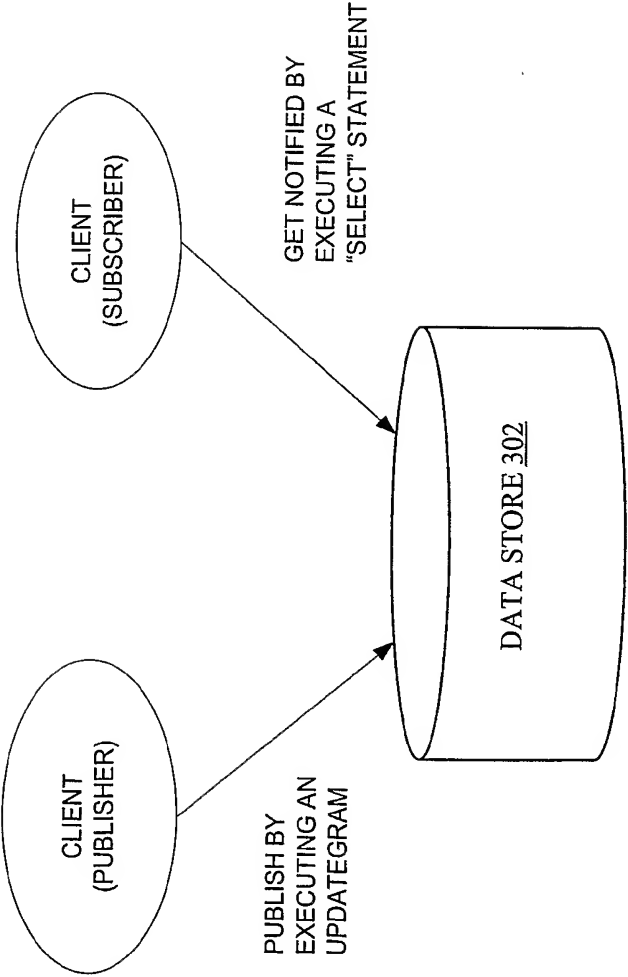 CLIENT
(PUBLISHER)
CLIENT
(SUBSCRIBER)
PUBLISH BY
EXECUTING AN
UPDATEGRAM
GET NOTIFIED BY
EXECUTING A
“SELECT” STATEMENT
DATA STORE 302